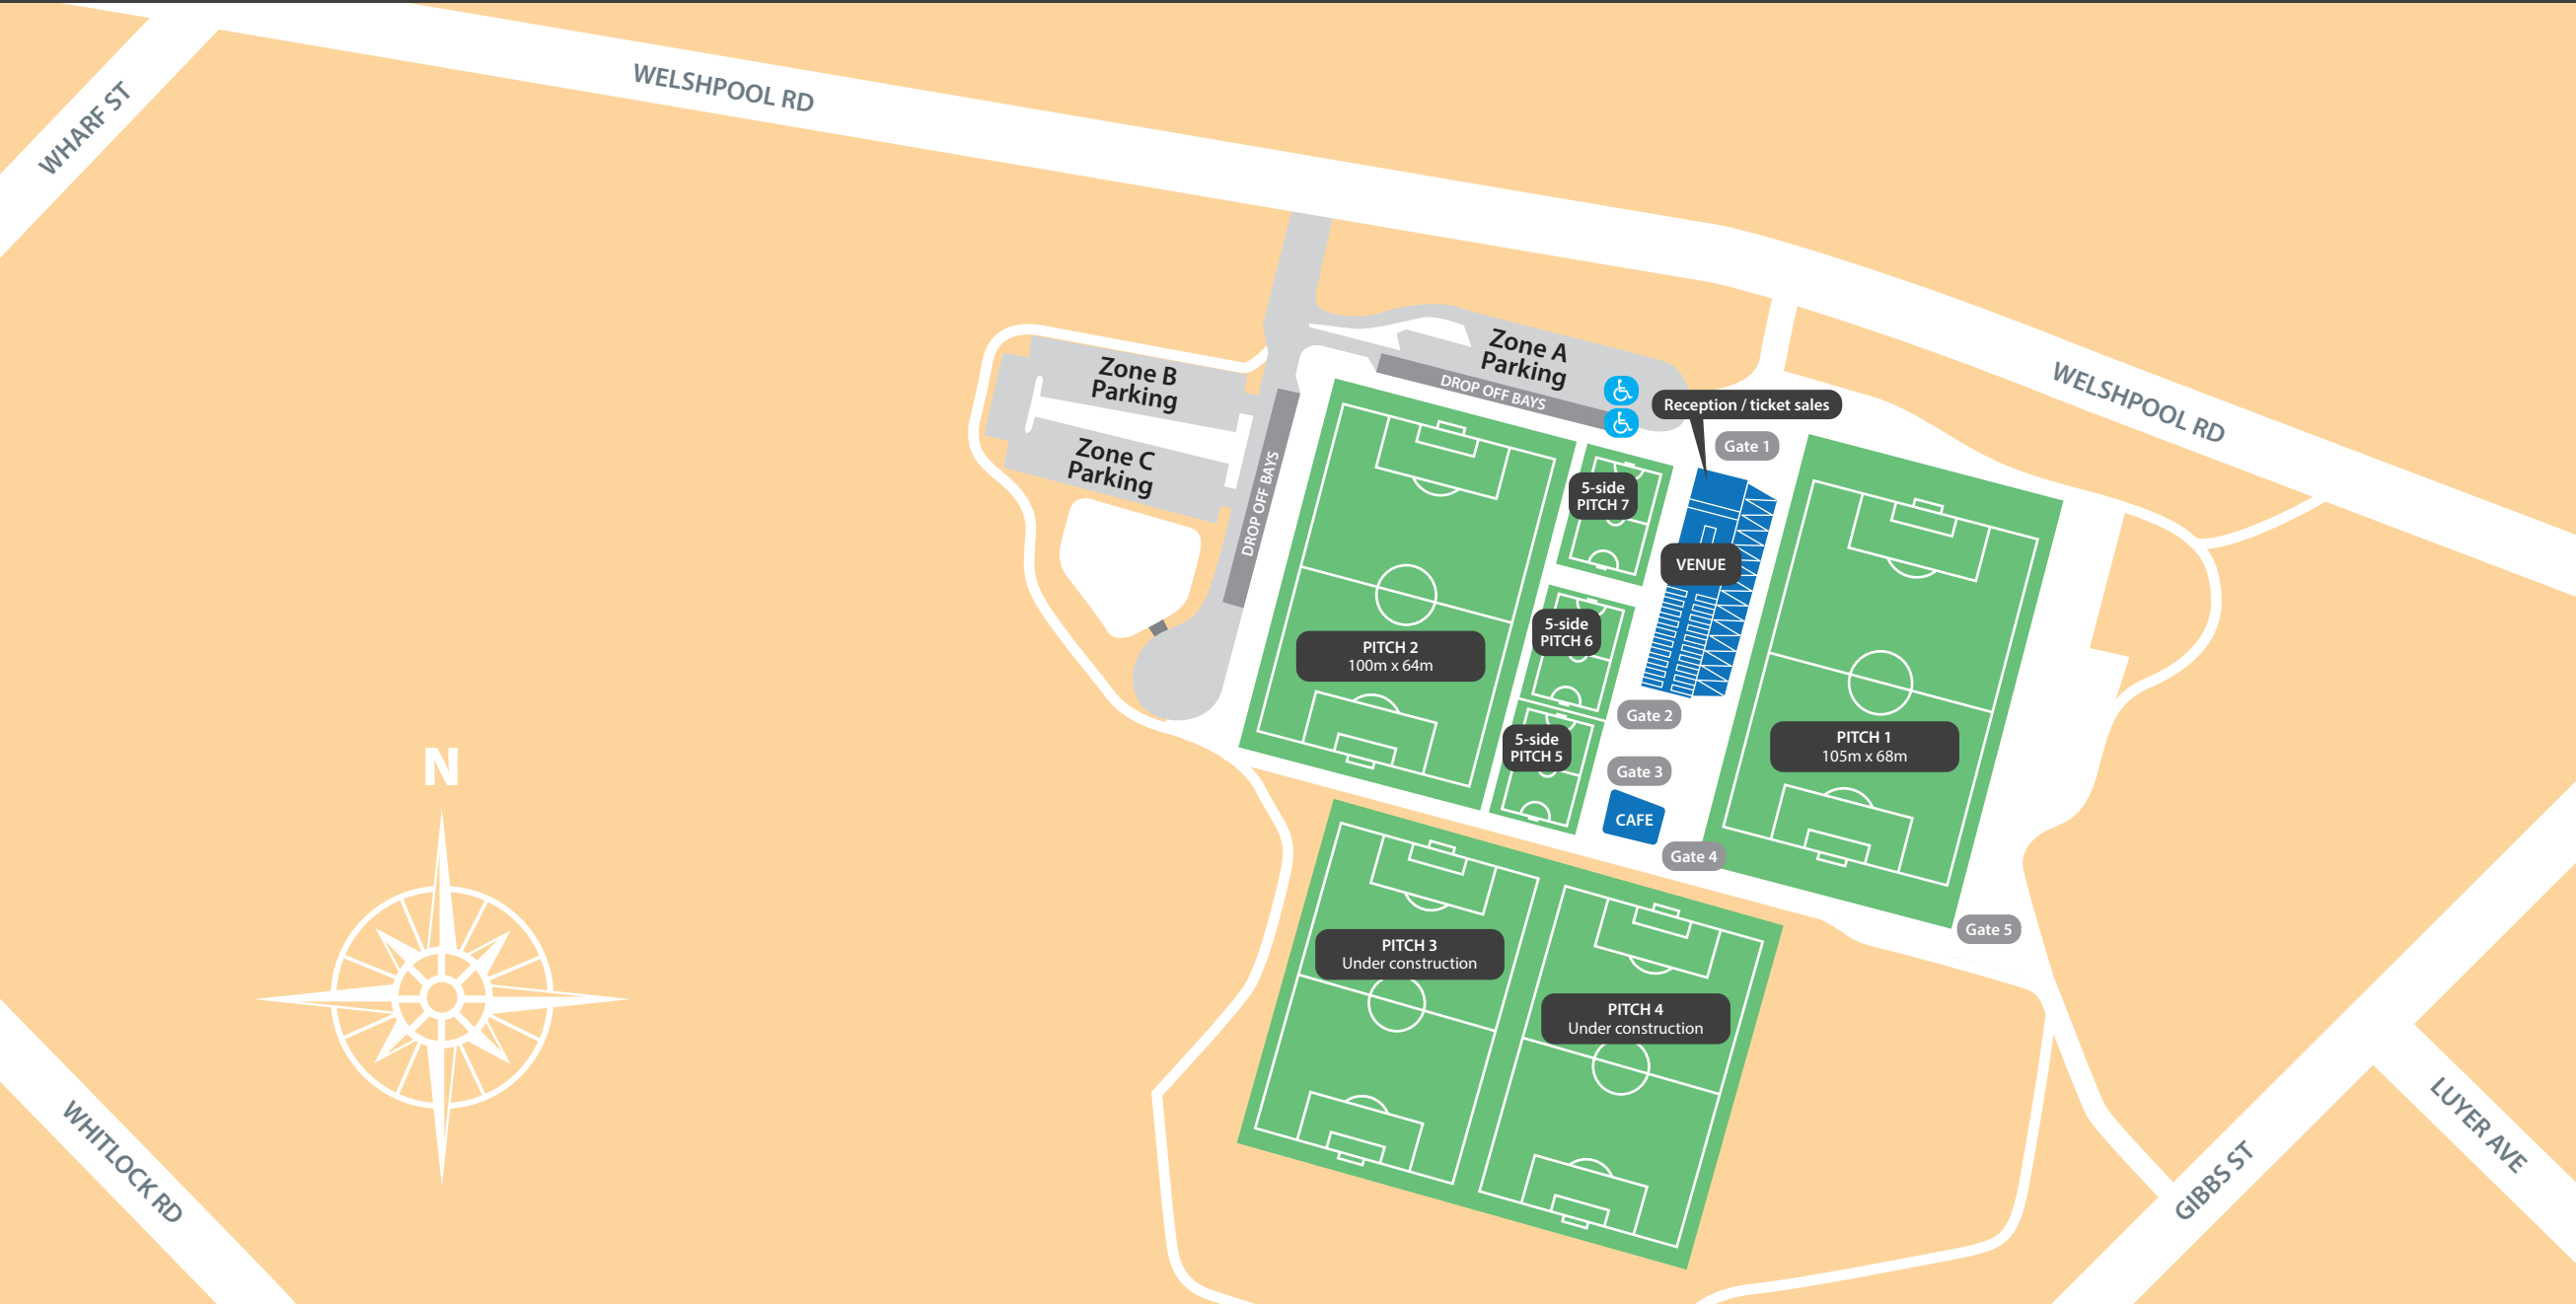 WELSHPOOL RD
WHARF ST
Zone A
Parking
DROP OFF BAYS
Zone B
Parking
Zone C
Parking
DROP OFF BAYS
Reception / ticket sales
Gate 1
WELSHPOOL RD
5-side
PITCH 7
VENUE
5-side
PITCH 6
PITCH 2
100m x 64m
Gate 2
5-side
PITCH 5
PITCH 1
105m x 68m
Gate 3
CAFE
Gate 4
N
Gate 5
PITCH 3
Under construction
PITCH 4
Under construction
WHITLOCK RD
GIBBS ST
LUYER AVE